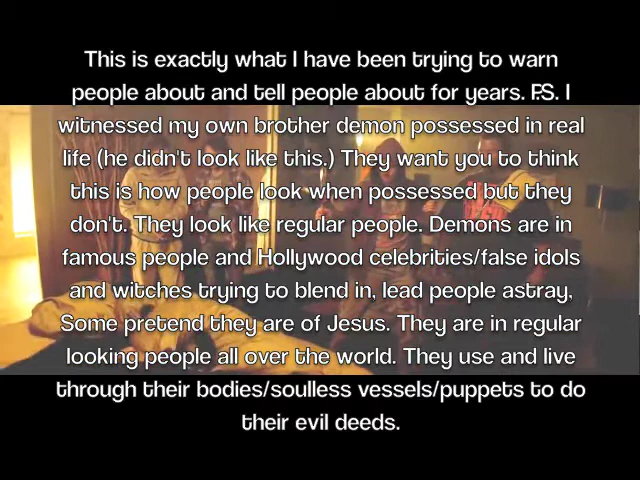 This is exactly what I have been trying to warn
people about and tell people about for years. P.S. I
witnessed my own brother demon possessed in real
life (he didn't look like this.) They want you to think
this is how people look when possessed but they
don't. They look like regular people. Demons are in
famous people and Hollywood celebrities/false idols
and witches trying to blend in, lead people astray,
Some pretend they are of Jesus. They are in regular
looking people all over the world. They use and live
through their bodies/soulless vessels/puppets to do
their evil deeds.